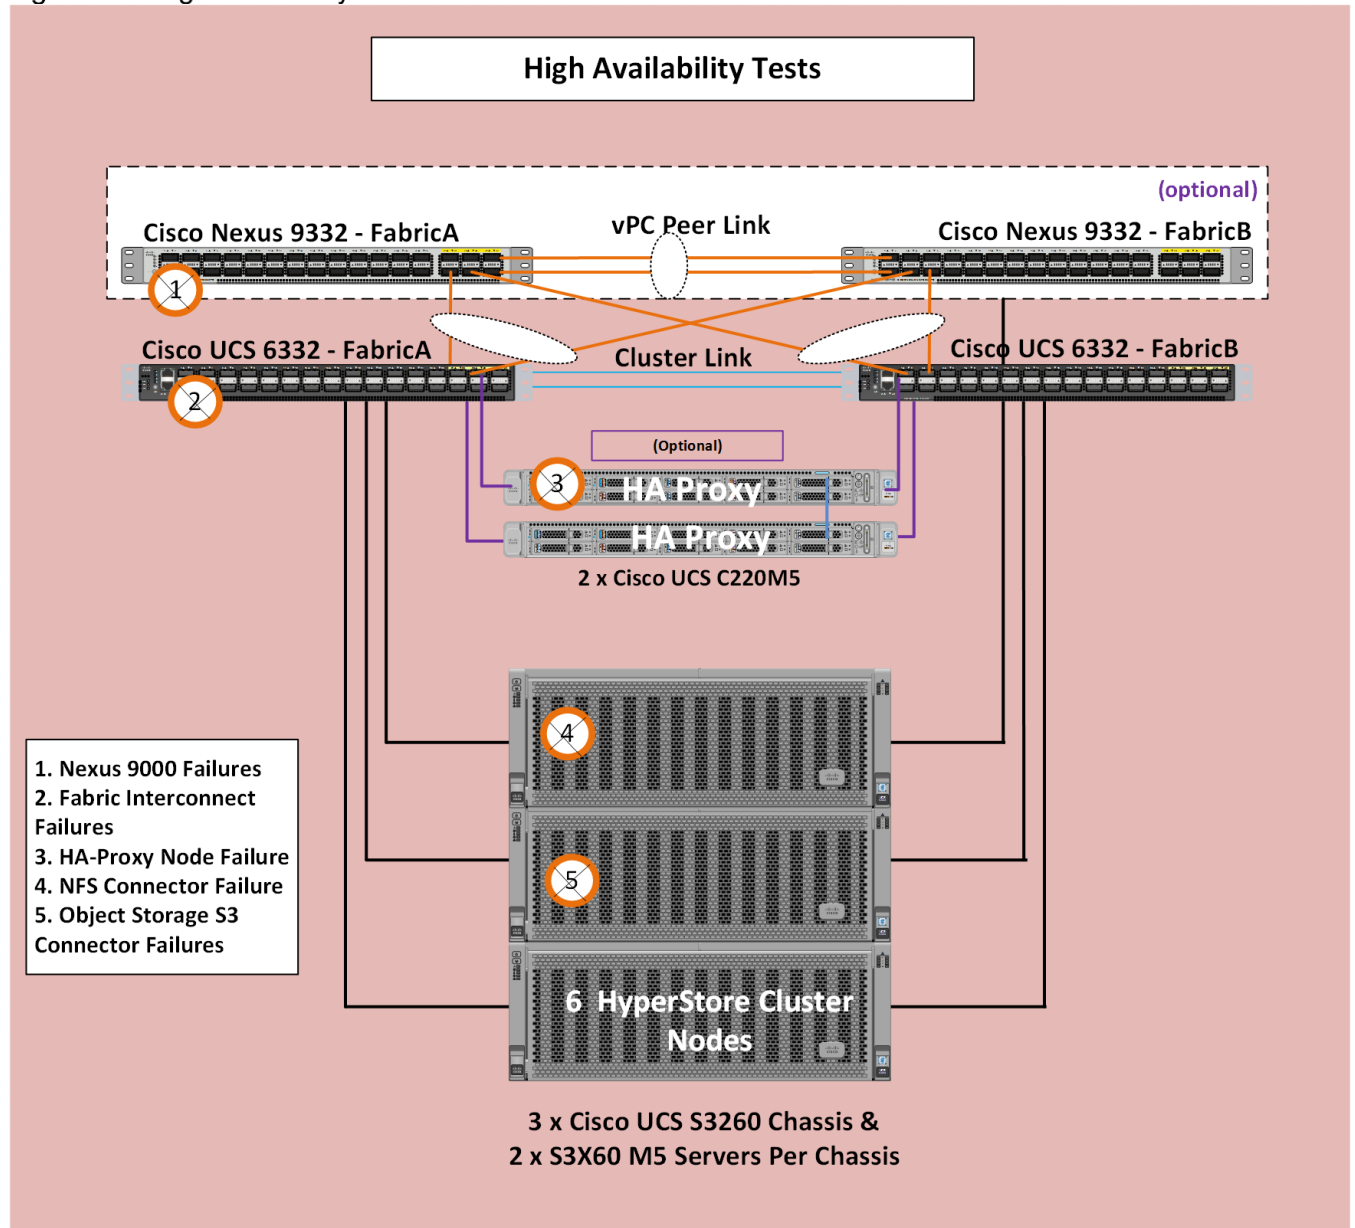 High Availability Tests
(optional)
Cisco Nexus 9332 - FabricA
vPC Peer Link
Cisco Nexus 9332 - FabricB
1
Cisco UCS 6332 - FabricA
Cluster Link
Cisco UCS 6332 - FabricB
2
(Optional)
3
HA Proxy
HA Proxy
2 x Cisco UCS C220M5
4
1. Nexus 9000 Failures
2. Fabric Interconnect
Failures
3. HA-Proxy Node Failure
4. NFS Connector Failure
5. Object Storage S3
Connector Failures
5
6 HyperStore Cluster
Nodes
3 x Cisco UCS S3260 Chassis &
2 x S3X60 M5 Servers Per Chassis